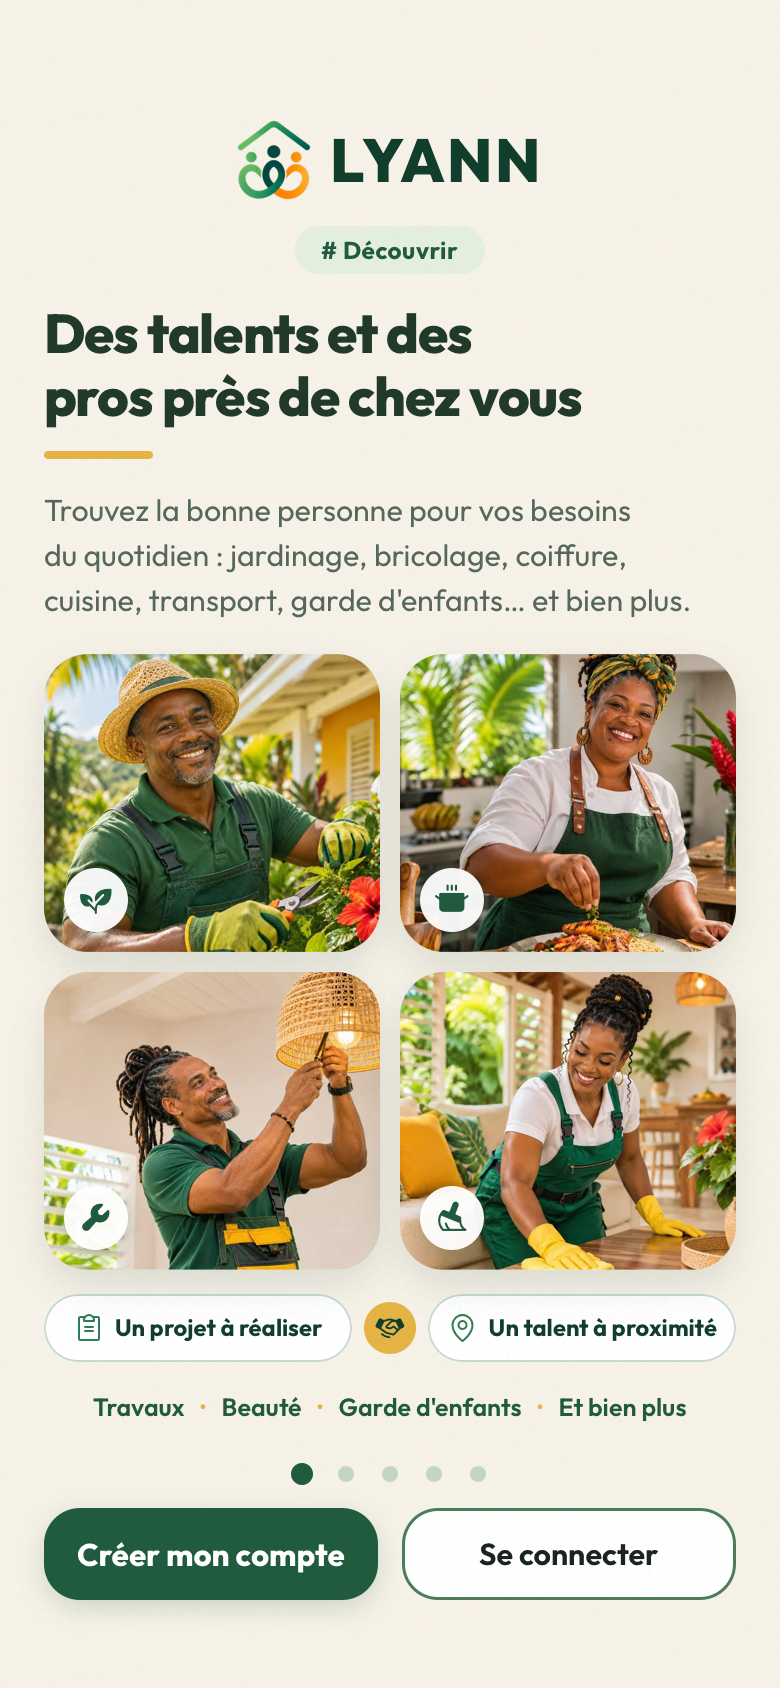 LYANN
# Découvrir
Des talents et des
pros près de chez vous
Trouvez la bonne personne pour vos besoins
du quotidien : jardinage, bricolage, coiffure,
cuisine, transport, garde d'enfants... et bien plus.
Un projet à réaliser
Un talent à proximité
Travaux • Beauté • Garde d'enfants • Et bien plus
Créer mon compte
Se connecter